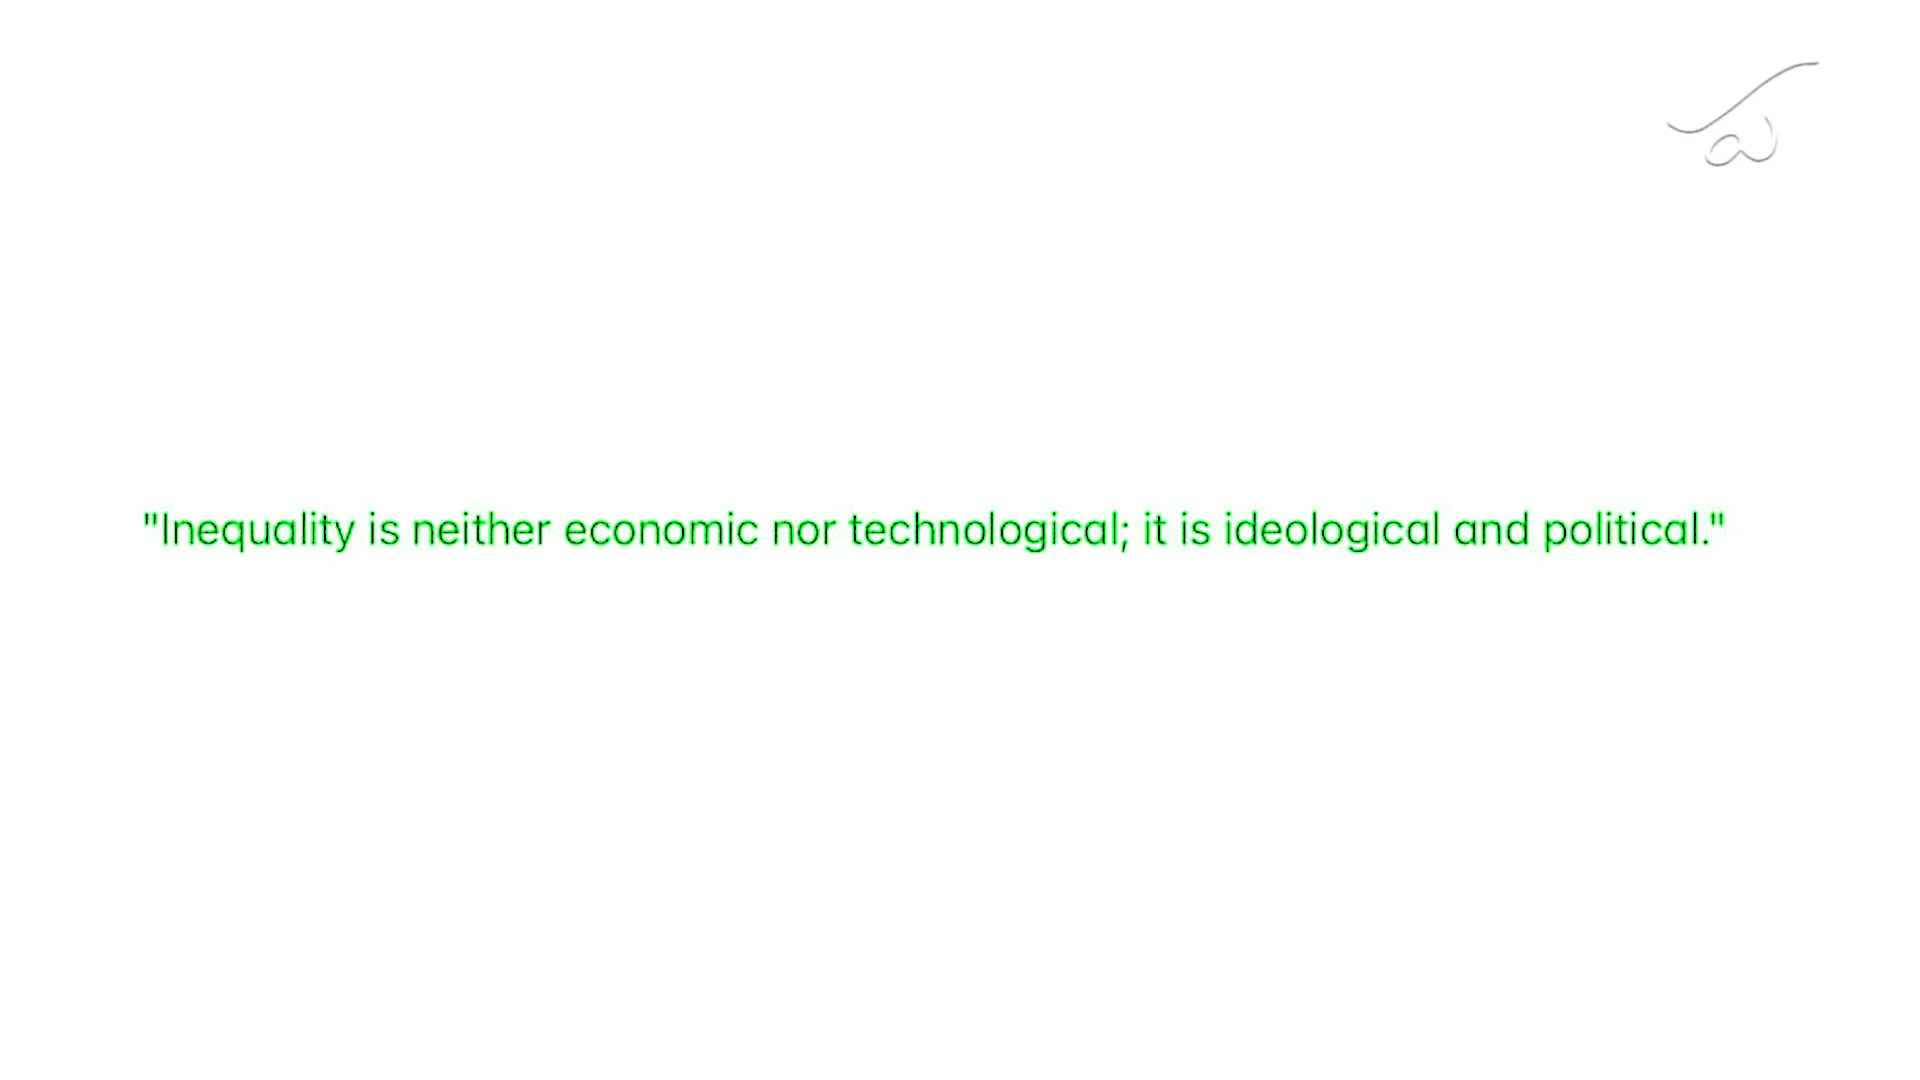 "Inequality is neither economic nor technological; it is ideological and political."